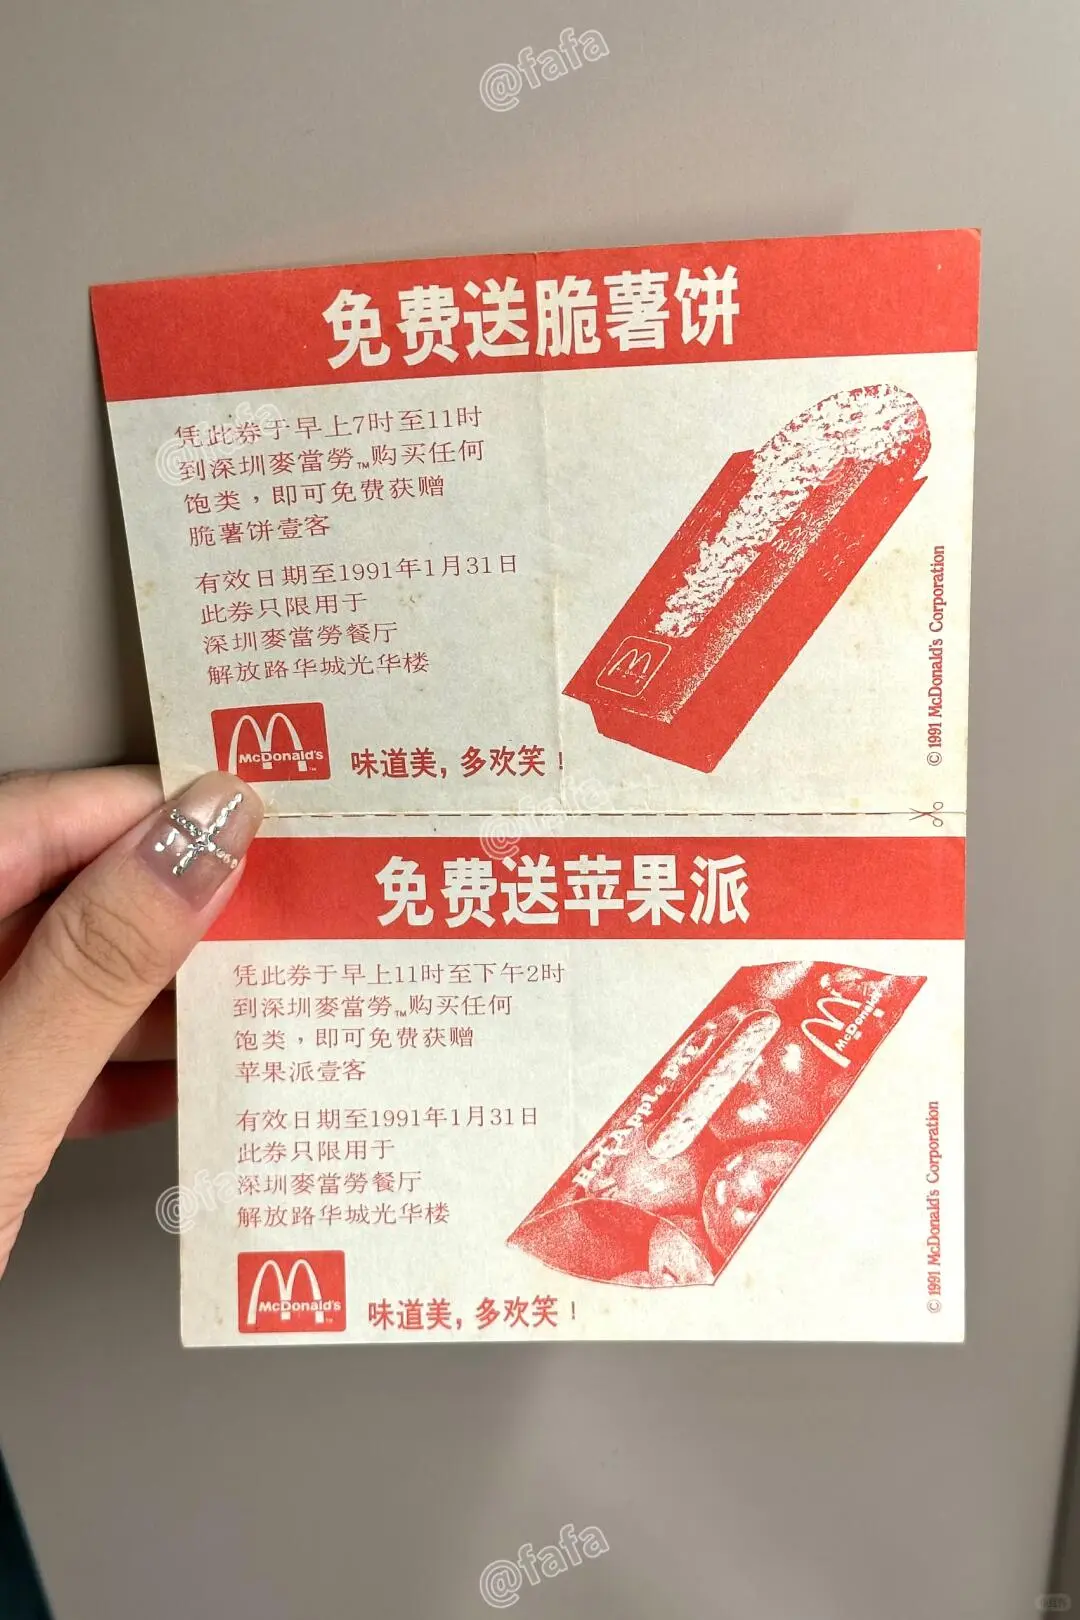 @fafa
免费送脆薯饼
凭此券于早上7时至11时
到深圳麥當勞™购买任何
饱类，即可免费获赠
脆薯饼壹客
有效日期至1991年1月31日
此券只限用于
深圳麥當勞餐厅
解放路华城光华楼
McDonald's™
味道美，多欢笑！
© 1991 McDonald's Corporation
@fafa
免费送苹果派
凭此券于早上11时至下午2时
到深圳麥當勞™购买任何
饱类，即可免费获赠
苹果派壹客
有效日期至1991年1月31日
此券只限用于
深圳麥當勞餐厅
解放路华城光华楼
Hot Apple PIE
McDonald's
McDonald's™
味道美，多欢笑！
© 1991 McDonald's Corporation
@fafa